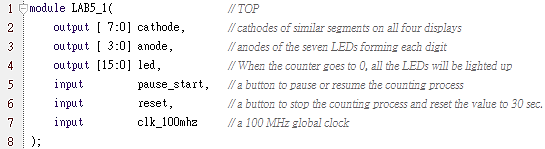 1 module LAB5_1( // TOP
2 output [ 7:0] cathode, // cathodes of similar segments on all four displays
3 output [ 3:0] anode, // anodes of the seven LEDs forming each digit
4 output [15:0] led, // When the counter goes to 0, all the LEDs will be lighted up
5 input pause_start, // a button to pause or resume the counting process
6 input reset, // a button to stop the counting process and reset the value to 30 sec.
7 input clk_100mhz // a 100 MHz global clock
8 );